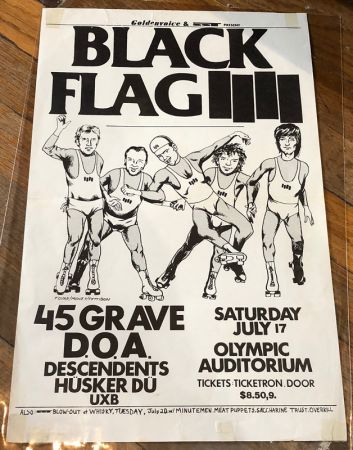 Goldenvoice & PRESENT
BLACK
FLAG
45 GRAVE
D.O.A.
DESCENDENTS
HÜSKER DÜ
UXB
SATURDAY
JULY 17
OLYMPIC
AUDITORIUM
TICKETS·TICKETRON. DOOR
$8.50,9.
ALSO BLOW-OUT at WHISKY, TUESDAY, July 20 w/ MINUTEMEN. MEAT PUPPETS. SACCHARINE TRUST. OVERKILL